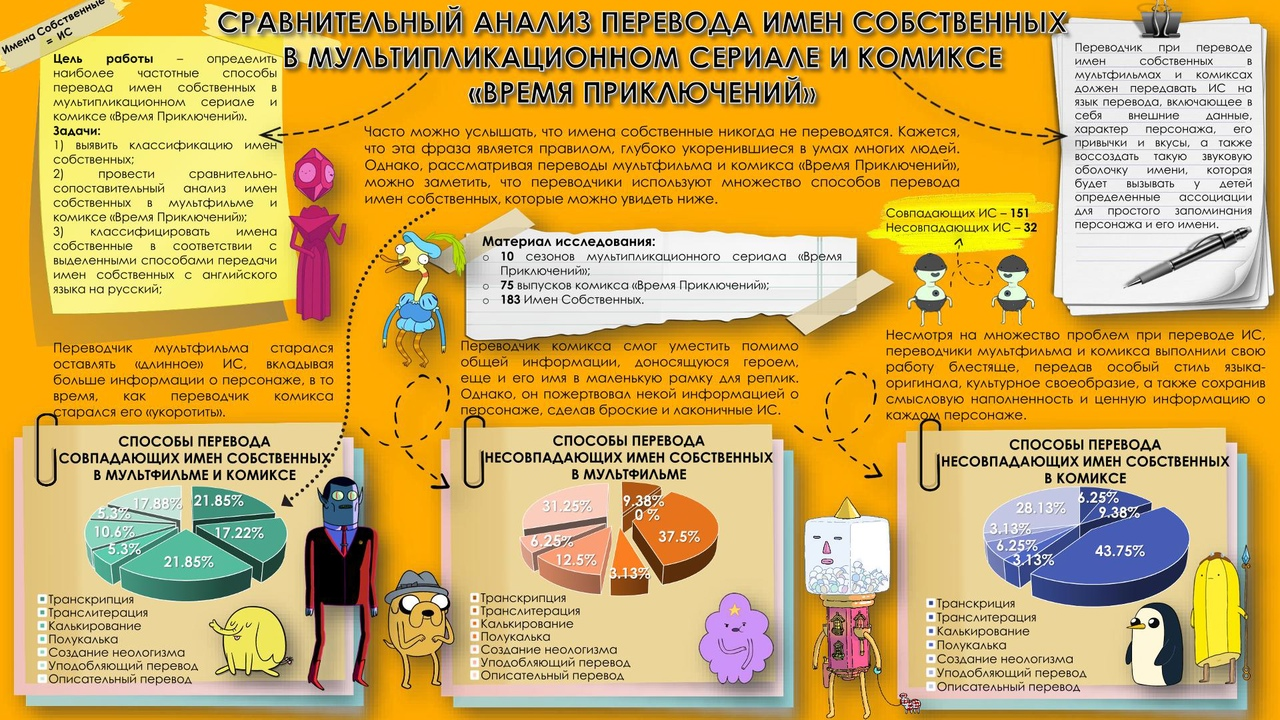 Имена Собственные
= ИС
СРАВНИТЕЛЬНЫЙ АНАЛИЗ ПЕРЕВОДА ИМЕН СОБСТВЕННЫХ
В МУЛЬТИПЛИКАЦИОННОМ СЕРИАЛЕ И КОМИКСЕ
«ВРЕМЯ ПРИКЛЮЧЕНИЙ»
Цель работы – определить
наиболее частотные способы
перевода имен собственных в
мультипликационном сериале и
комиксе «Время Приключений».
Задачи:
1) выявить классификацию имен
собственных;
2) провести сравнительно-
сопоставительный анализ имен
собственных в мультфильме и
комиксе «Время Приключений»;
3) классифицировать имена
собственные в соответствии с
выделенными способами передачи
имен собственных с английского
языка на русский;
Часто можно услышать, что имена собственные никогда не переводятся. Кажется,
что эта фраза является правилом, глубоко укоренившиеся в умах многих людей.
Однако, рассматривая переводы мультфильма и комикса «Время Приключений»,
можно заметить, что переводчики используют множество способов перевода
имен собственных, которые можно увидеть ниже.
Переводчик при переводе
имен собственных в
мультфильмах и комиксах
должен передавать ИС на
язык перевода, включающее в
себя внешние данные,
характер персонажа, его
привычки и вкусы, а также
воссоздать такую звуковую
оболочку имени, которая
будет вызывать у детей
определенные ассоциации
для простого запоминания
персонажа и его имени.
Материал исследования:
10 сезонов мультипликационного сериала «Время
Приключений»;
75 выпусков комикса «Время Приключений»;
183 Имен Собственных.
Совпадающих ИС – 151
Несовпадающих ИС – 32
Переводчик мультфильма старался
оставлять «длинное» ИС, вкладывая
больше информации о персонаже, в то
время, как переводчик комикса
старался его «укоротить».
Переводчик комикса смог уместить помимо
общей информации, доносящуюся героем,
еще и его имя в маленькую рамку для реплик.
Однако, он пожертвовал некой информацией о
персонаже, сделав броские и лаконичные ИС.
Несмотря на множество проблем при переводе ИС,
переводчики мультфильма и комикса выполнили свою
работу блестяще, передав особый стиль языка-
оригинала, культурное своеобразие, а также сохранив
смысловую наполненность и ценную информацию о
каждом персонаже.
СПОСОБЫ ПЕРЕВОДА
СОВПАДАЮЩИХ ИМЕН СОБСТВЕННЫХ
В МУЛЬТФИЛЬМЕ И КОМИКСЕ
21.85%
17.22%
21.85%
5.3%
10.6%
5.3%
17.88%
Транскрипция
Транслитерация
Калькирование
Полукалька
Создание неологизма
Уподобляющий перевод
Описательный перевод
СПОСОБЫ ПЕРЕВОДА
НЕСОВПАДАЮЩИХ ИМЕН СОБСТВЕННЫХ
В МУЛЬТФИЛЬМЕ
9.38%
0 %
37.5%
3.13%
12.5%
6.25%
31.25%
Транскрипция
Транслитерация
Калькирование
Полукалька
Создание неологизма
Уподобляющий перевод
Описательный перевод
СПОСОБЫ ПЕРЕВОДА
НЕСОВПАДАЮЩИХ ИМЕН СОБСТВЕННЫХ
В КОМИКСЕ
6.25%
9.38%
43.75%
3.13%
6.25%
3.13%
28.13%
Транскриция
Транслитерация
Калькирование
Полукалька
Создание неологизма
Уподобляющий перевод
Описательный перевод